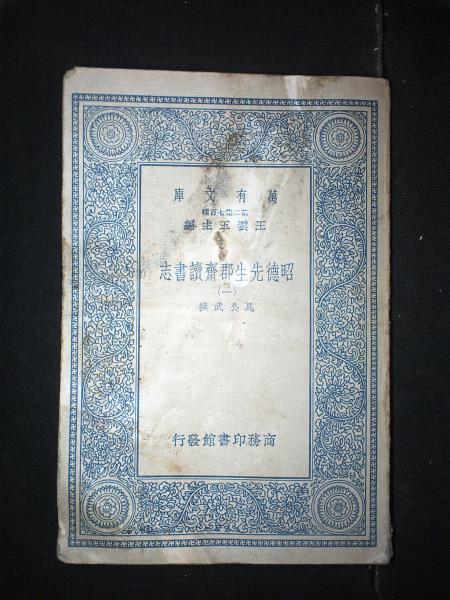 萬有文庫
第二集七百種
王雲五主編
昭德先生郡齋讀書志
(一)
晁公武撰
商務印書館發行